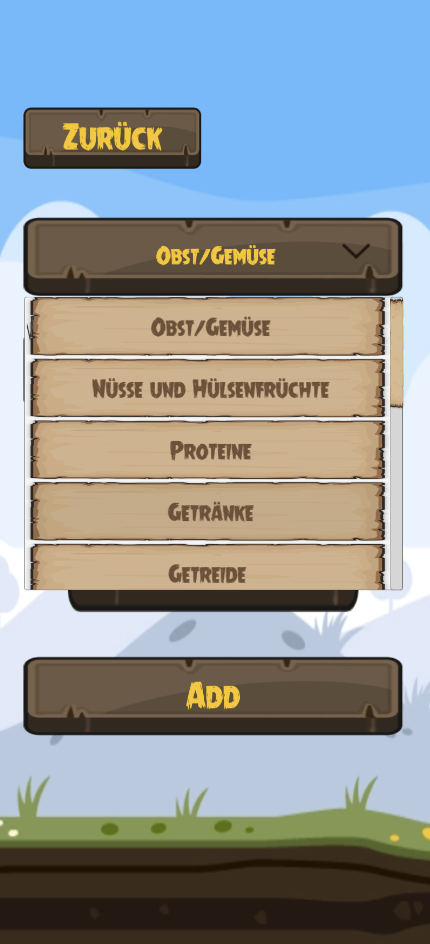 Zurück
Obst/Gemüse
Obst/Gemüse
Nüsse und Hülsenfrüchte
Proteine
Getränke
Getreide
Add